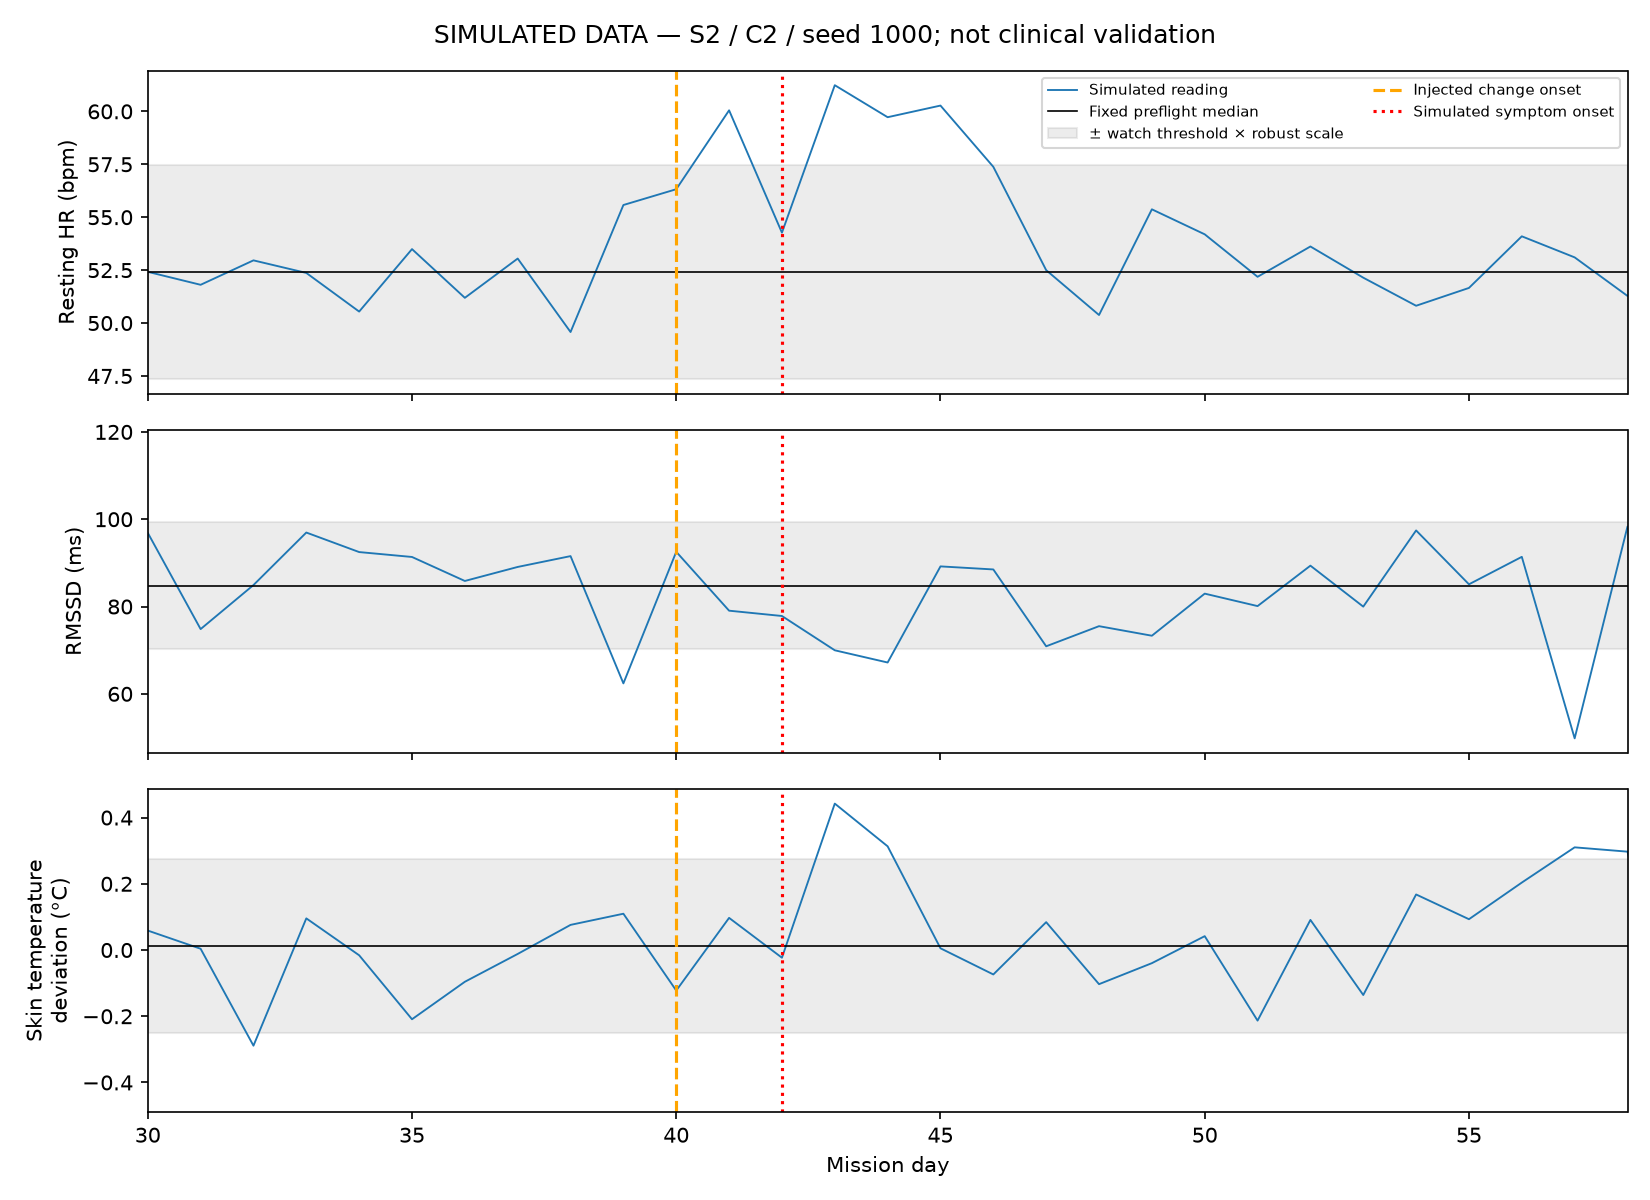 SIMULATED DATA — S2 / C2 / seed 1000; not clinical validation
Resting HR (bpm)
60.0
57.5
55.0
52.5
50.0
47.5
Simulated reading
Fixed preflight median
± watch threshold × robust scale
Injected change onset
Simulated symptom onset
RMSSD (ms)
120
100
80
60
Skin temperature
deviation (°C)
0.4
0.2
0.0
−0.2
−0.4
30
35
40
45
50
55
Mission day